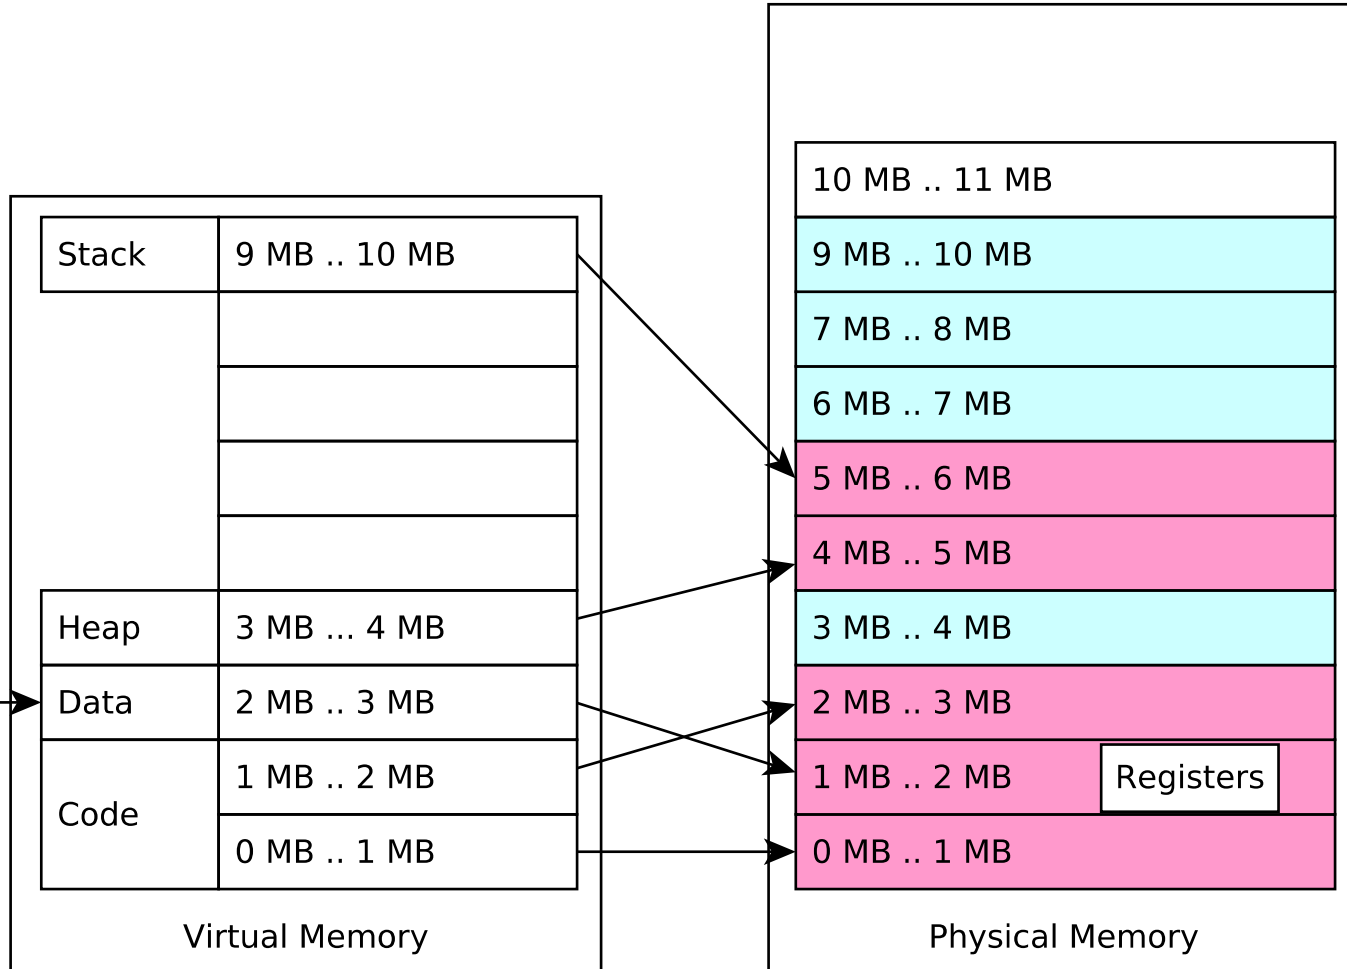 10 MB .. 11 MB
Stack 9 MB .. 10 MB
9 MB .. 10 MB
7 MB .. 8 MB
6 MB .. 7 MB
5 MB .. 6 MB
4 MB .. 5 MB
Heap 3 MB ... 4 MB
3 MB .. 4 MB
Data 2 MB .. 3 MB
2 MB .. 3 MB
1 MB .. 2 MB
1 MB .. 2 MB Registers
Code
0 MB .. 1 MB
0 MB .. 1 MB
Virtual Memory
Physical Memory